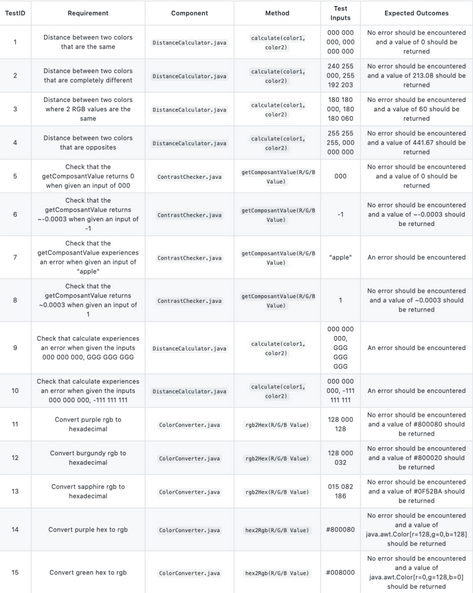 TestID Requirement Component Method Test Inputs Expected Outcomes
1 Distance between two colors that are the same DistanceCalculator.java calculate(color1, color2) 000 000 000, 000 000 000 No error should be encountered and a value of 0 should be returned
2 Distance between two colors that are completely different DistanceCalculator.java calculate(color1, color2) 240 255 000, 255 192 203 No error should be encountered and a value of 213.08 should be returned
3 Distance between two colors where 2 RGB values are the same DistanceCalculator.java calculate(color1, color2) 180 180 000, 180 180 060 No error should be encountered and a value of 60 should be returned
4 Distance between two colors that are opposites DistanceCalculator.java calculate(color1, color2) 255 255 255, 000 000 000 No error should be encountered and a value of 441.67 should be returned
5 Check that the getComposantValue returns 0 when given an input of 000 ContrastChecker.java getComposantValue(R/G/B Value) 000 No error should be encountered and a value of 0 should be returned
6 Check that the getComposantValue returns ~-0.0003 when given an input of -1 ContrastChecker.java getComposantValue(R/G/B Value) -1 No error should be encountered and a value of ~-0.0003 should be returned
7 Check that the getComposantValue experiences an error when given an input of "apple" ContrastChecker.java getComposantValue(R/G/B Value) "apple" An error should be encountered
8 Check that the getComposantValue returns ~0.0003 when given an input of 1 ContrastChecker.java getComposantValue(R/G/B Value) 1 No error should be encountered and a value of ~0.0003 should be returned
9 Check that calculate experiences an error when given the inputs 000 000 000, GGG GGG GGG DistanceCalculator.java calculate(color1, color2) 000 000 000, GGG GGG GGG An error should be encountered
10 Check that calculate experiences an error when given the inputs 000 000 000, -111 111 111 DistanceCalculator.java calculate(color1, color2) 000 000 000, -111 111 111 An error should be encountered
11 Convert purple rgb to hexadecimal ColorConverter.java rgb2Hex(R/G/B Value) 128 000 128 No error should be encountered and a value of #800080 should be returned
12 Convert burgundy rgb to hexadecimal ColorConverter.java rgb2Hex(R/G/B Value) 128 000 032 No error should be encountered and a value of #800020 should be returned
13 Convert sapphire rgb to hexadecimal ColorConverter.java rgb2Hex(R/G/B Value) 015 082 186 No error should be encountered and a value of #0F52BA should be returned
14 Convert purple hex to rgb ColorConverter.java hex2Rgb(R/G/B Value) #800080 No error should be encountered and a value of java.awt.Color[r=128,g=0,b=128] should be returned
15 Convert green hex to rgb ColorConverter.java hex2Rgb(R/G/B Value) #008000 No error should be encountered and a value of java.awt.Color[r=0,g=128,b=0] should be returned